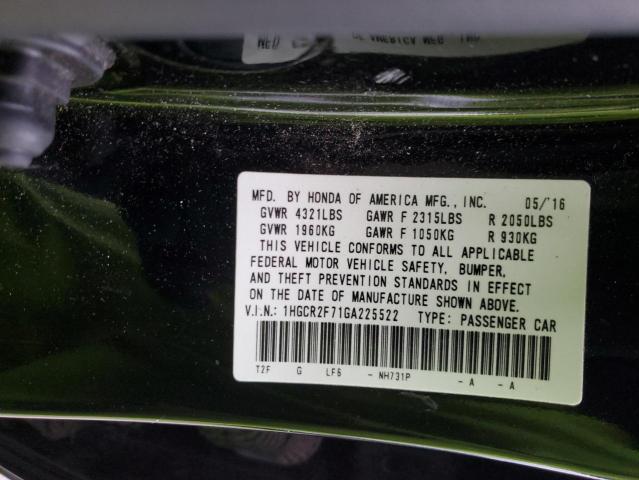 MFD. BY HONDA OF AMERICA MFG., INC. 05/'16
GVWR 4321LBS GAWR F 2315LBS R 2050LBS
GVWR 1960KG GAWR F 1050KG R 930KG
THIS VEHICLE CONFORMS TO ALL APPLICABLE
FEDERAL MOTOR VEHICLE SAFETY, BUMPER,
AND THEFT PREVENTION STANDARDS IN EFFECT
ON THE DATE OF MANUFACTURE SHOWN ABOVE.
V.I.N.: 1HGCR2F71GA225522 TYPE: PASSENGER CAR
T2F G LF6 - NH731P - A - A